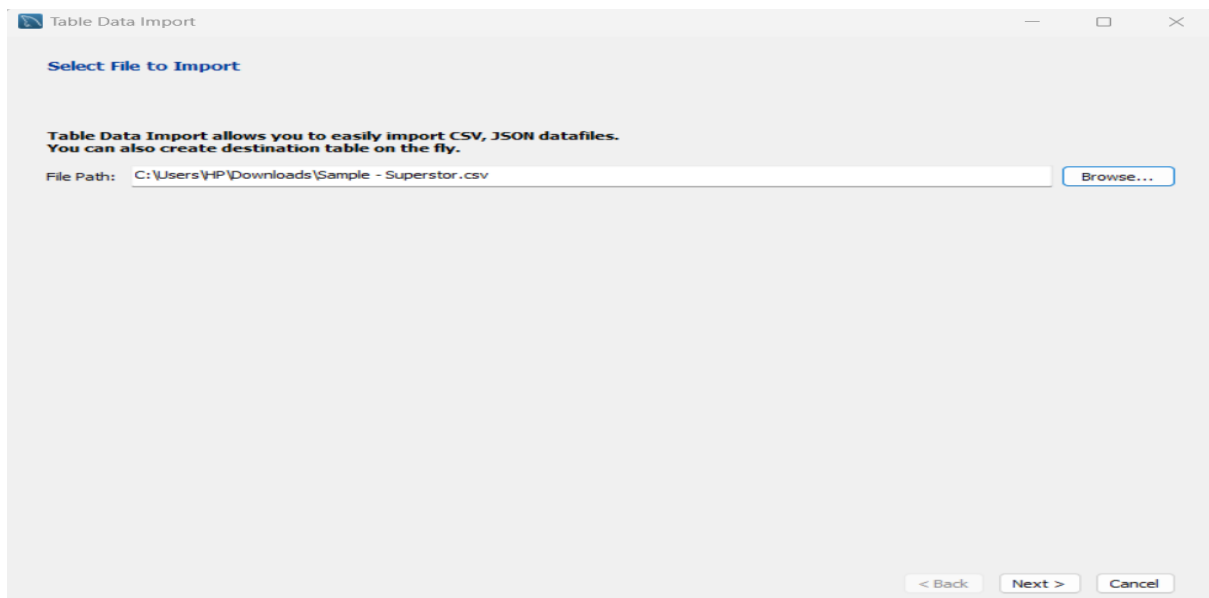 Table Data Import
Select File to Import
Table Data Import allows you to easily import CSV, JSON datafiles.
You can also create destination table on the fly.
File Path: C:\Users\HP\Downloads\Sample - Superstor.csv Browse...
< Back Next > Cancel